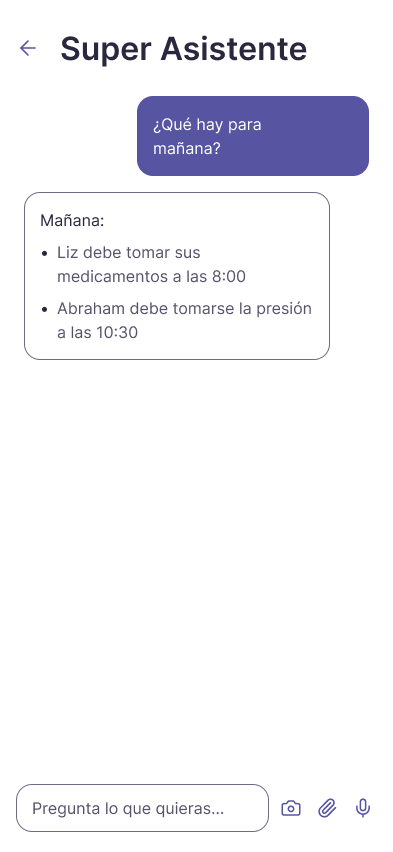 Super Asistente
¿Qué hay para
mañana?
Mañana:
• Liz debe tomar sus
medicamentos a las 8:00
• Abraham debe tomarse la presión
a las 10:30
Pregunta lo que quieras...